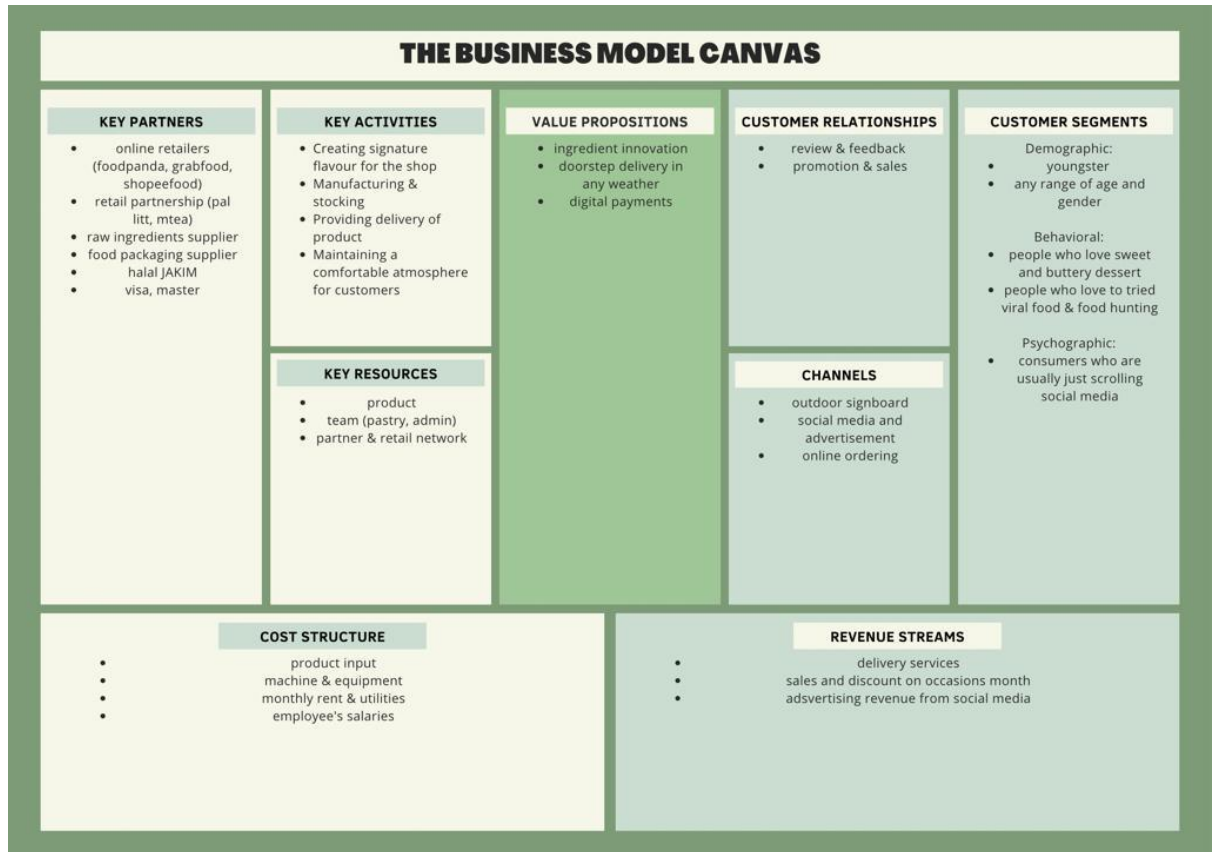 THE BUSINESS MODEL CANVAS
KEY PARTNERS
• online retailers
(foodpanda, grabfood,
shopeefood)
• retail partnership (pal
litt, mtea)
• raw ingredients supplier
• food packaging supplier
• halal JAKIM
• visa, master
KEY ACTIVITIES
• Creating signature
flavour for the shop
• Manufacturing &
stocking
• Providing delivery of
product
• Maintaining a
comfortable atmosphere
for customers
KEY RESOURCES
• product
• team (pastry, admin)
• partner & retail network
VALUE PROPOSITIONS
• ingredient innovation
• doorstep delivery in
any weather
• digital payments
CUSTOMER RELATIONSHIPS
• review & feedback
• promotion & sales
CHANNELS
• outdoor signboard
• social media and
advertisement
• online ordering
CUSTOMER SEGMENTS
Demographic:
• youngster
• any range of age and
gender
Behavioral:
• people who love sweet
and buttery dessert
• people who love to tried
viral food & food hunting
Psychographic:
• consumers who are
usually just scrolling
social media
COST STRUCTURE
• product input
• machine & equipment
• monthly rent & utilities
• employee's salaries
REVENUE STREAMS
• delivery services
• sales and discount on occasions month
• adsvertising revenue from social media